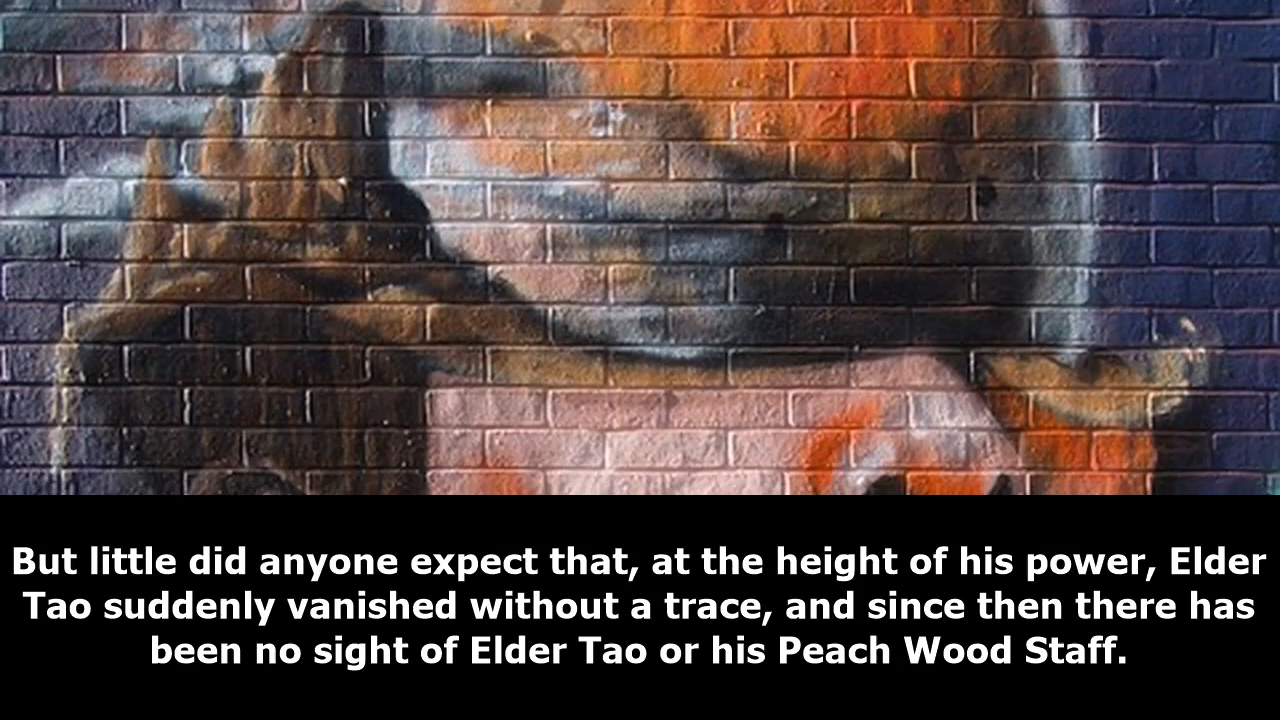 But little did anyone expect that, at the height of his power, Elder
Tao suddenly vanished without a trace, and since then there has
been no sight of Elder Tao or his Peach Wood Staff.